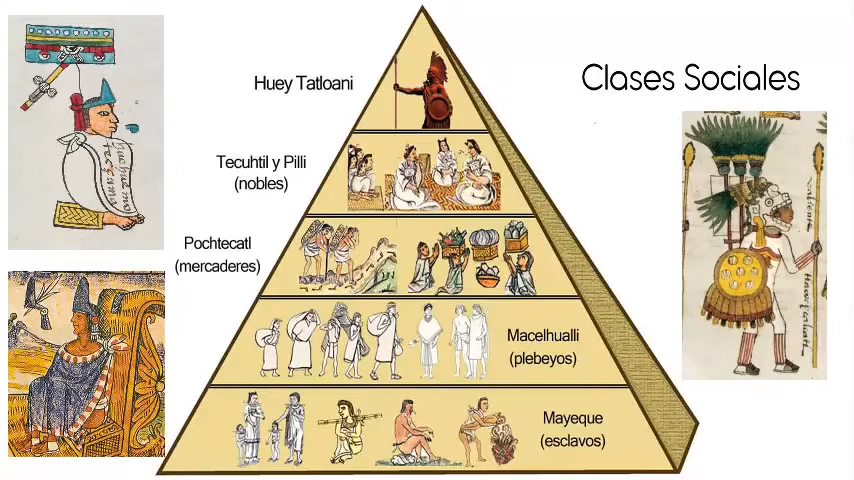 Clases Sociales
Huey Tatloani
Tecuhtil y Pilli
(nobles)
Pochtecatl
(mercaderes)
Macelhualli
(plebeyos)
Mayeque
(esclavos)